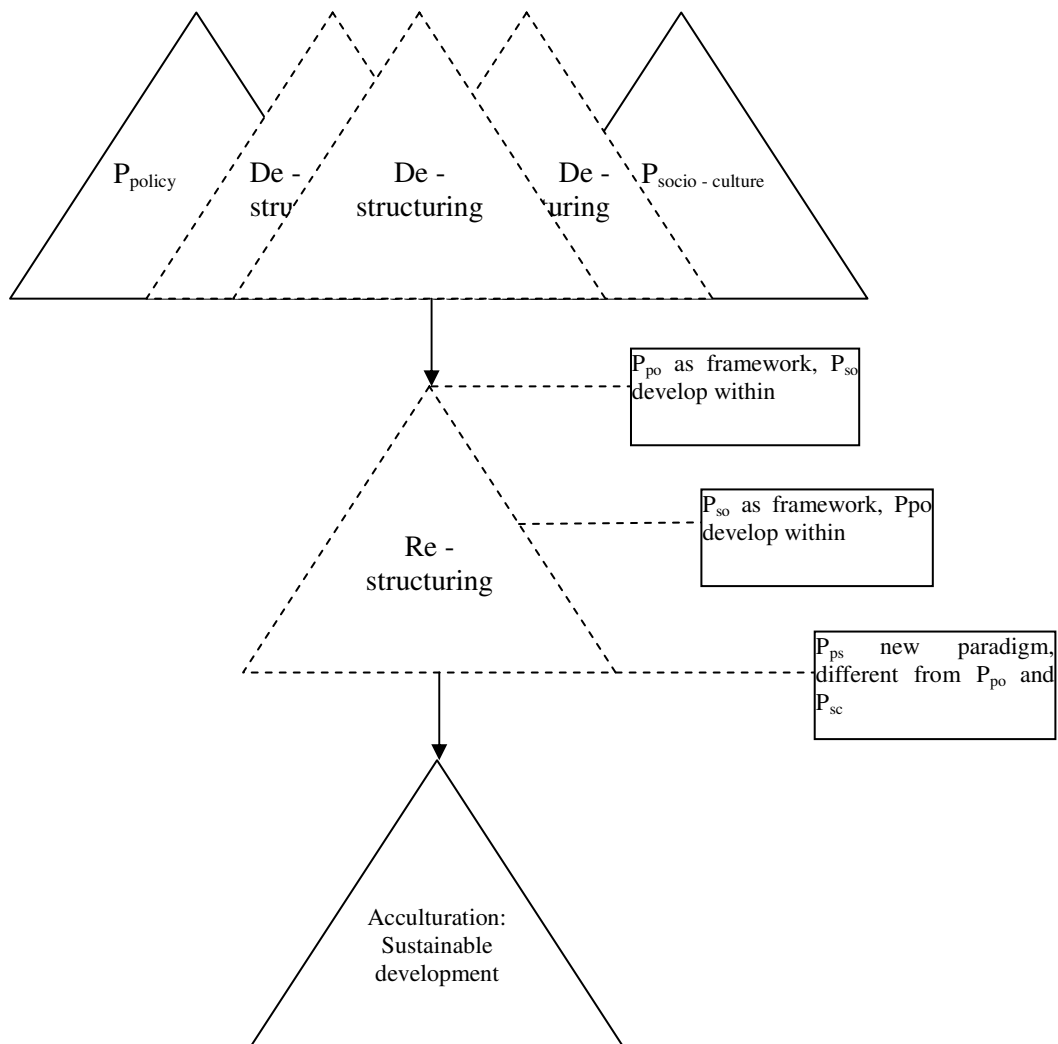 P_policy
De -
stru
De -
structuring
De -
uring
P_socio - culture
P_po as framework, P_so
develop within
P_so as framework, Ppo
develop within
Re -
structuring
P_ps new paradigm,
different from P_po and
P_sc
Acculturation:
Sustainable
development